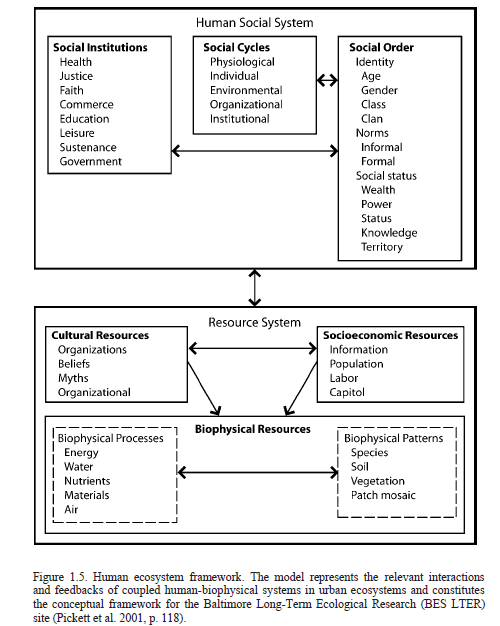 Human Social System
Social Institutions
Health
Justice
Faith
Commerce
Education
Leisure
Sustenance
Government
Social Cycles
Physiological
Individual
Environmental
Organizational
Institutional
Social Order
Identity
Age
Gender
Class
Clan
Norms
Informal
Formal
Social status
Wealth
Power
Status
Knowledge
Territory
Resource System
Cultural Resources
Organizations
Beliefs
Myths
Organizational
Socioeconomic Resources
Information
Population
Labor
Capitol
Biophysical Resources
Biophysical Processes
Energy
Water
Nutrients
Materials
Air
Biophysical Patterns
Species
Soil
Vegetation
Patch mosaic
Figure 1.5. Human ecosystem framework. The model represents the relevant interactions
and feedbacks of coupled human-biophysical systems in urban ecosystems and constitutes
the conceptual framework for the Baltimore Long-Term Ecological Research (BES LTER)
site (Pickett et al. 2001, p. 118).